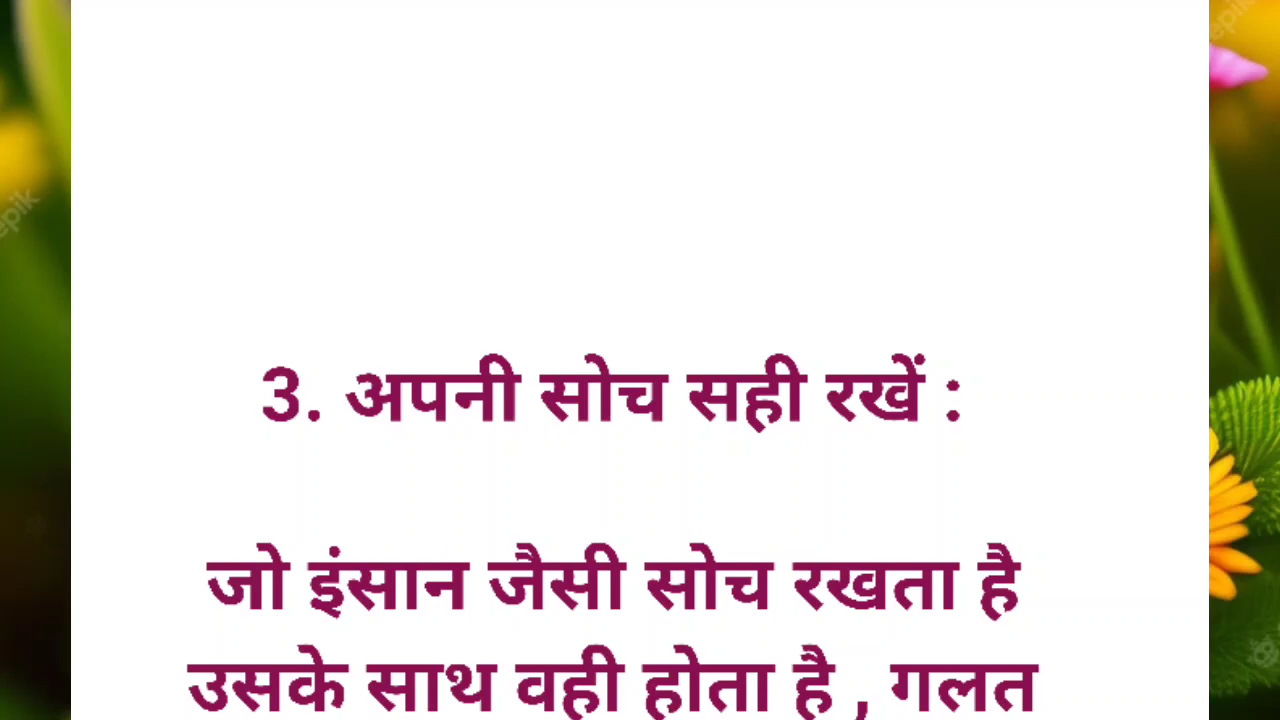 3. अपनी सोच सही रखें :
जो इंसान जैसी सोच रखता है
उसके साथ वही होता है , गलत